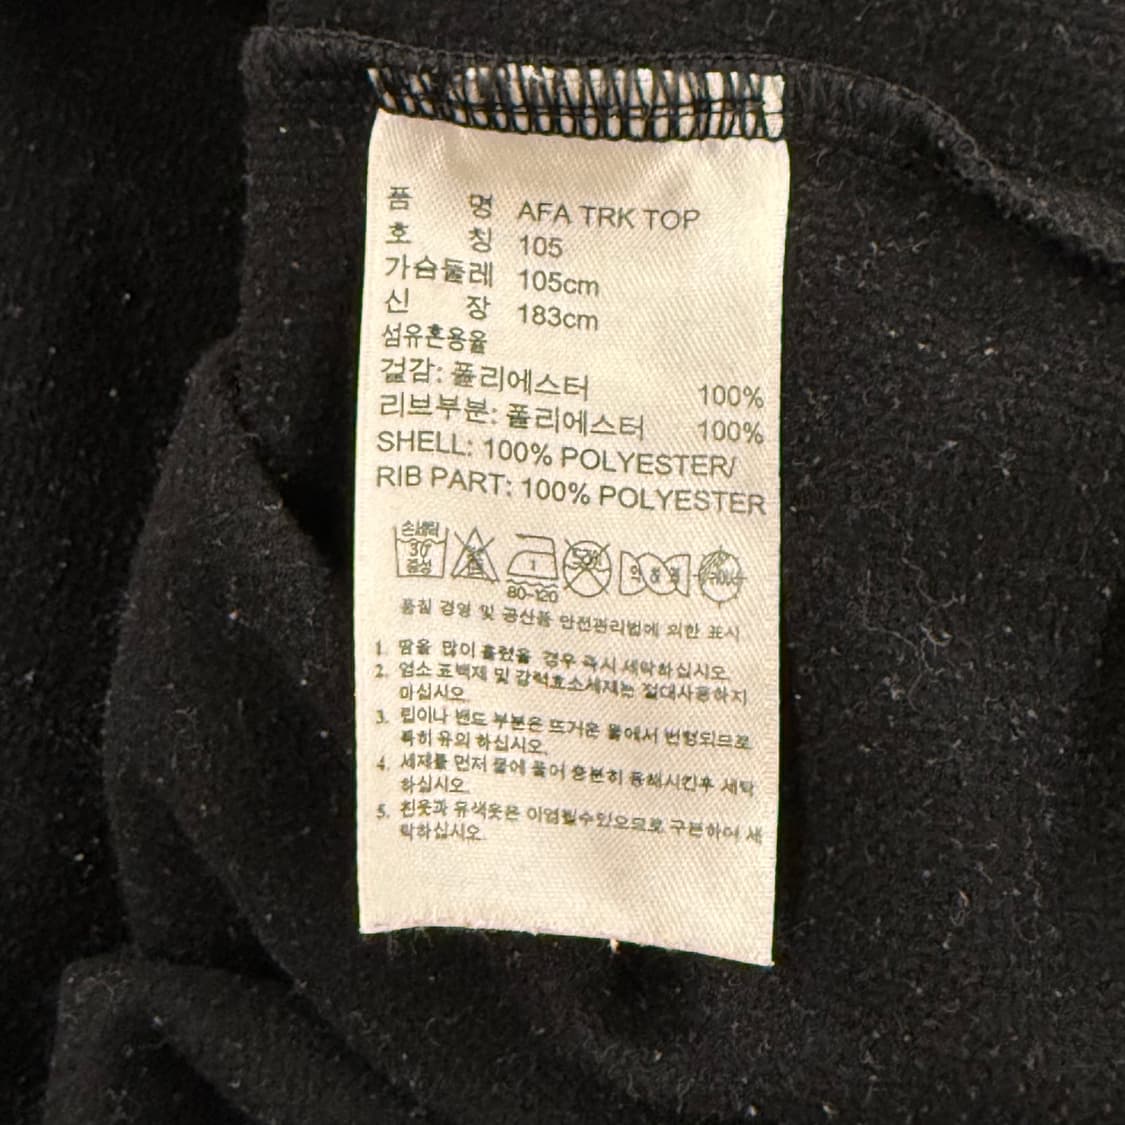 품 명 AFA TRK TOP
호 칭 105
가슴둘레 105cm
신 장 183cm
섬유혼용율
겉감: 폴리에스터 100%
리브부분: 폴리에스터 100%
SHELL: 100% POLYESTER/
RIB PART: 100% POLYESTER
손세탁
30
중성
80-120
품질 경영 및 공산품 안전관리법에 의한 표시
1. 땀을 많이 흘렸을 경우 즉시 세탁하십시오.
2. 염소 표백제 및 강력효소세제는 절대사용하지
마십시오.
3. 립이나 밴드 부분은 뜨거운 물에서 변형되므로
특히 유의 하십시오.
4. 세제를 먼저 물에 풀어 충분히 용해시킨후 세탁
하십시오.
5. 흰옷과 유색옷은 이염될수있으므로 구분하여 세
탁하십시오.